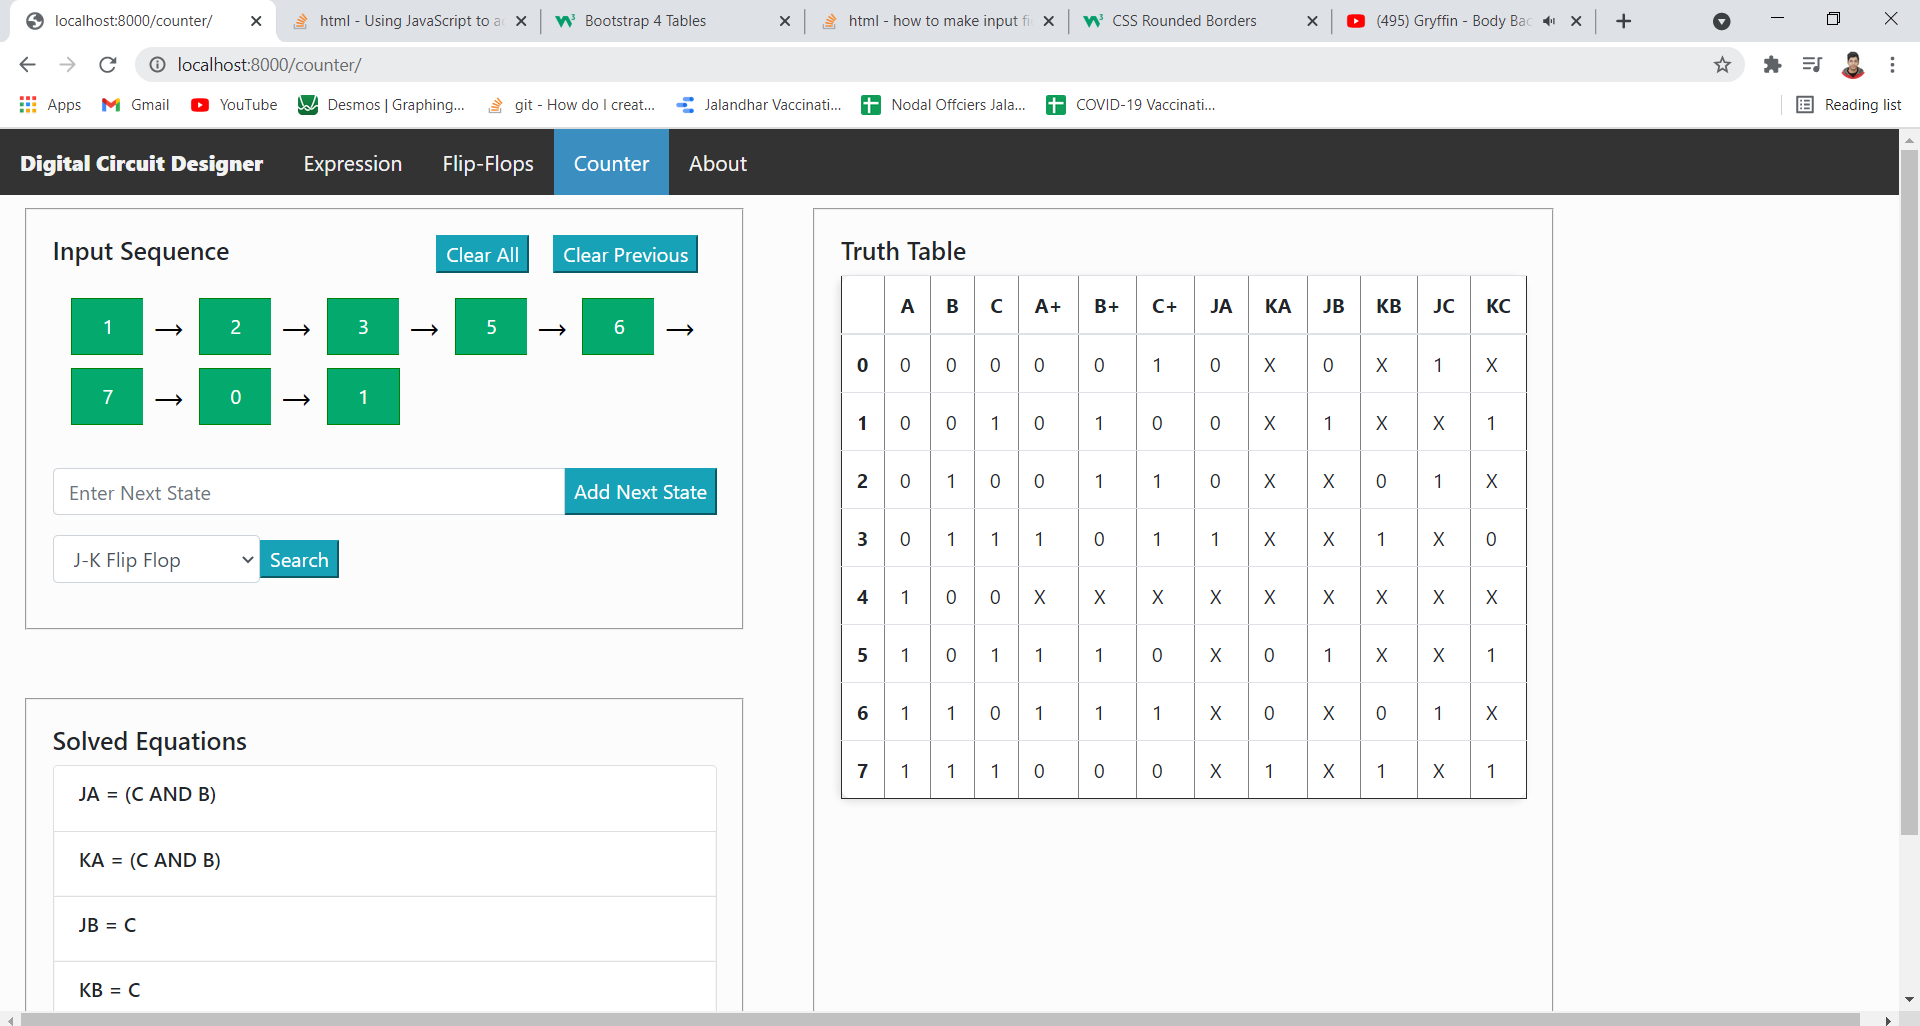 localhost:8000/counter/
html - Using JavaScript to a
Bootstrap 4 Tables
html - how to make input fi
CSS Rounded Borders
(495) Gryffin - Body Bac
localhost:8000/counter/
Apps
Gmail
YouTube
Desmos | Graphing...
git - How do I creat...
Jalandhar Vaccinati...
Nodal Offciers Jala...
COVID-19 Vaccinati...
Reading list
Digital Circuit Designer Expression Flip-Flops Counter About
Input Sequence Clear All Clear Previous
1 → 2 → 3 → 5 → 6 →
7 → 0 → 1
Enter Next State Add Next State
J-K Flip Flop Search
Solved Equations
JA = (C AND B)
KA = (C AND B)
JB = C
KB = C
Truth Table
A B C A+ B+ C+ JA KA JB KB JC KC
0 0 0 0 0 0 1 0 X 0 X 1 X
1 0 0 1 0 1 0 0 X 1 X X 1
2 0 1 0 0 1 1 0 X X 0 1 X
3 0 1 1 1 0 1 1 X X 1 X 0
4 1 0 0 X X X X X X X X X
5 1 0 1 1 1 0 X 0 1 X X 1
6 1 1 0 1 1 1 X 0 X 0 1 X
7 1 1 1 0 0 0 X 1 X 1 X 1